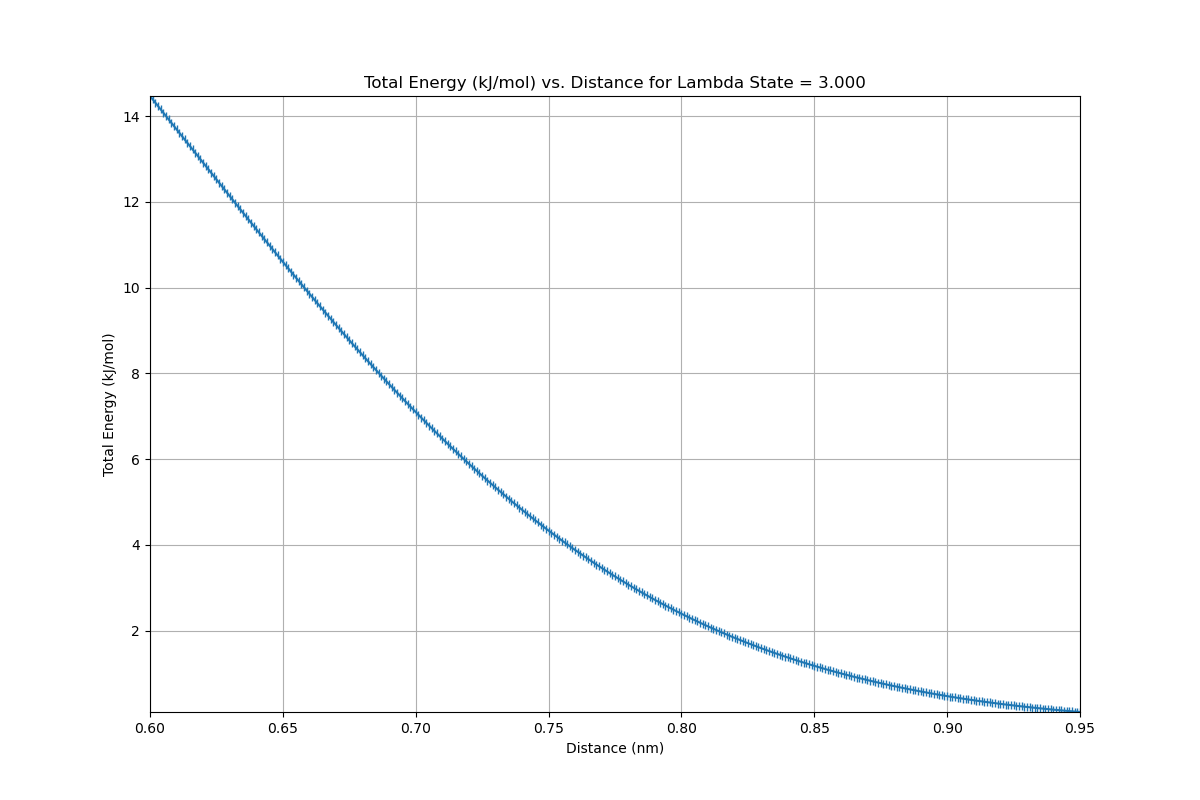 Total Energy (kJ/mol) vs. Distance for Lambda State = 3.000
14
12
10
8
6
4
2
Total Energy (kJ/mol)
0.60 0.65 0.70 0.75 0.80 0.85 0.90 0.95
Distance (nm)